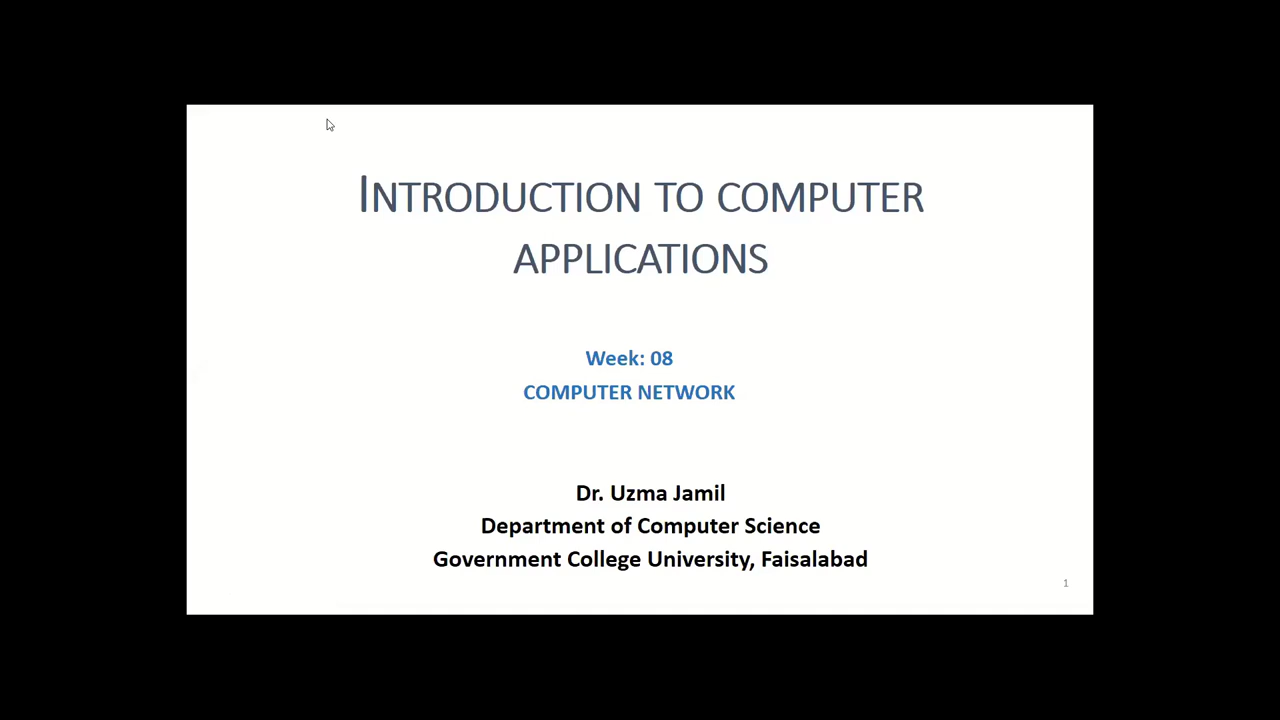 INTRODUCTION TO COMPUTER
APPLICATIONS
Week: 08
COMPUTER NETWORK
Dr. Uzma Jamil
Department of Computer Science
Government College University, Faisalabad
1